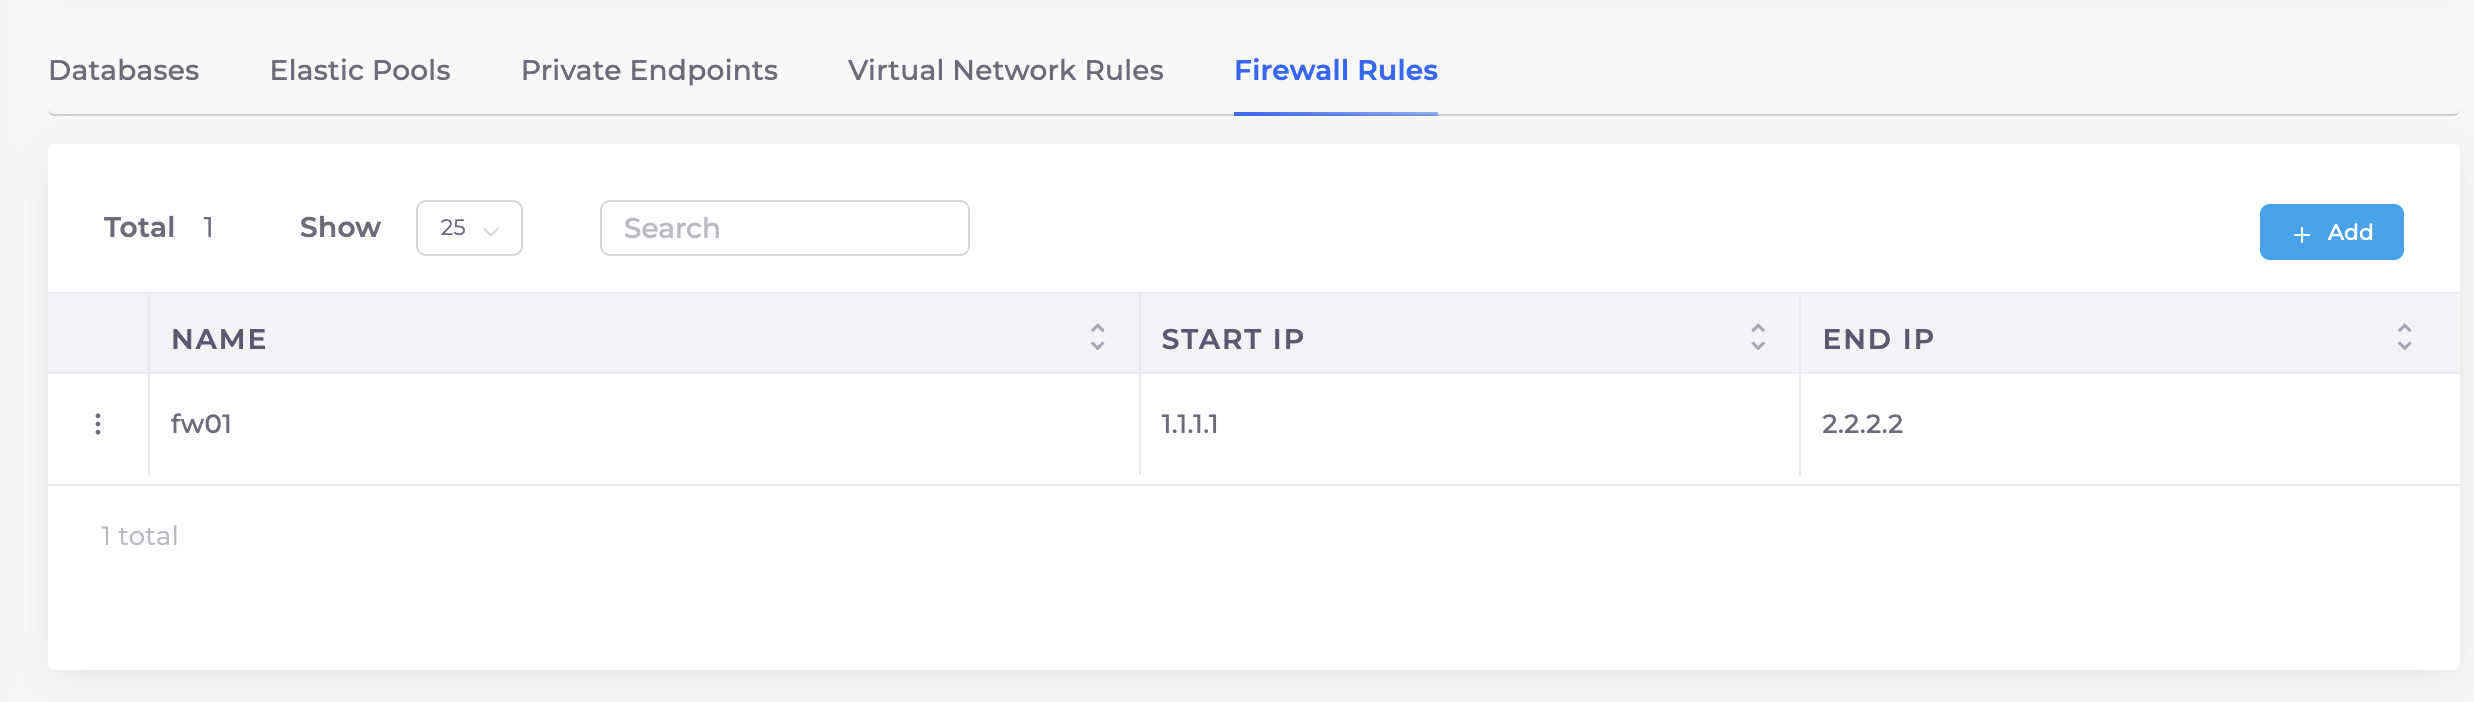 Databases Elastic Pools Private Endpoints Virtual Network Rules Firewall Rules
Total 1 Show 25 Search + Add
NAME START IP END IP
fw01 1.1.1.1 2.2.2.2
1 total